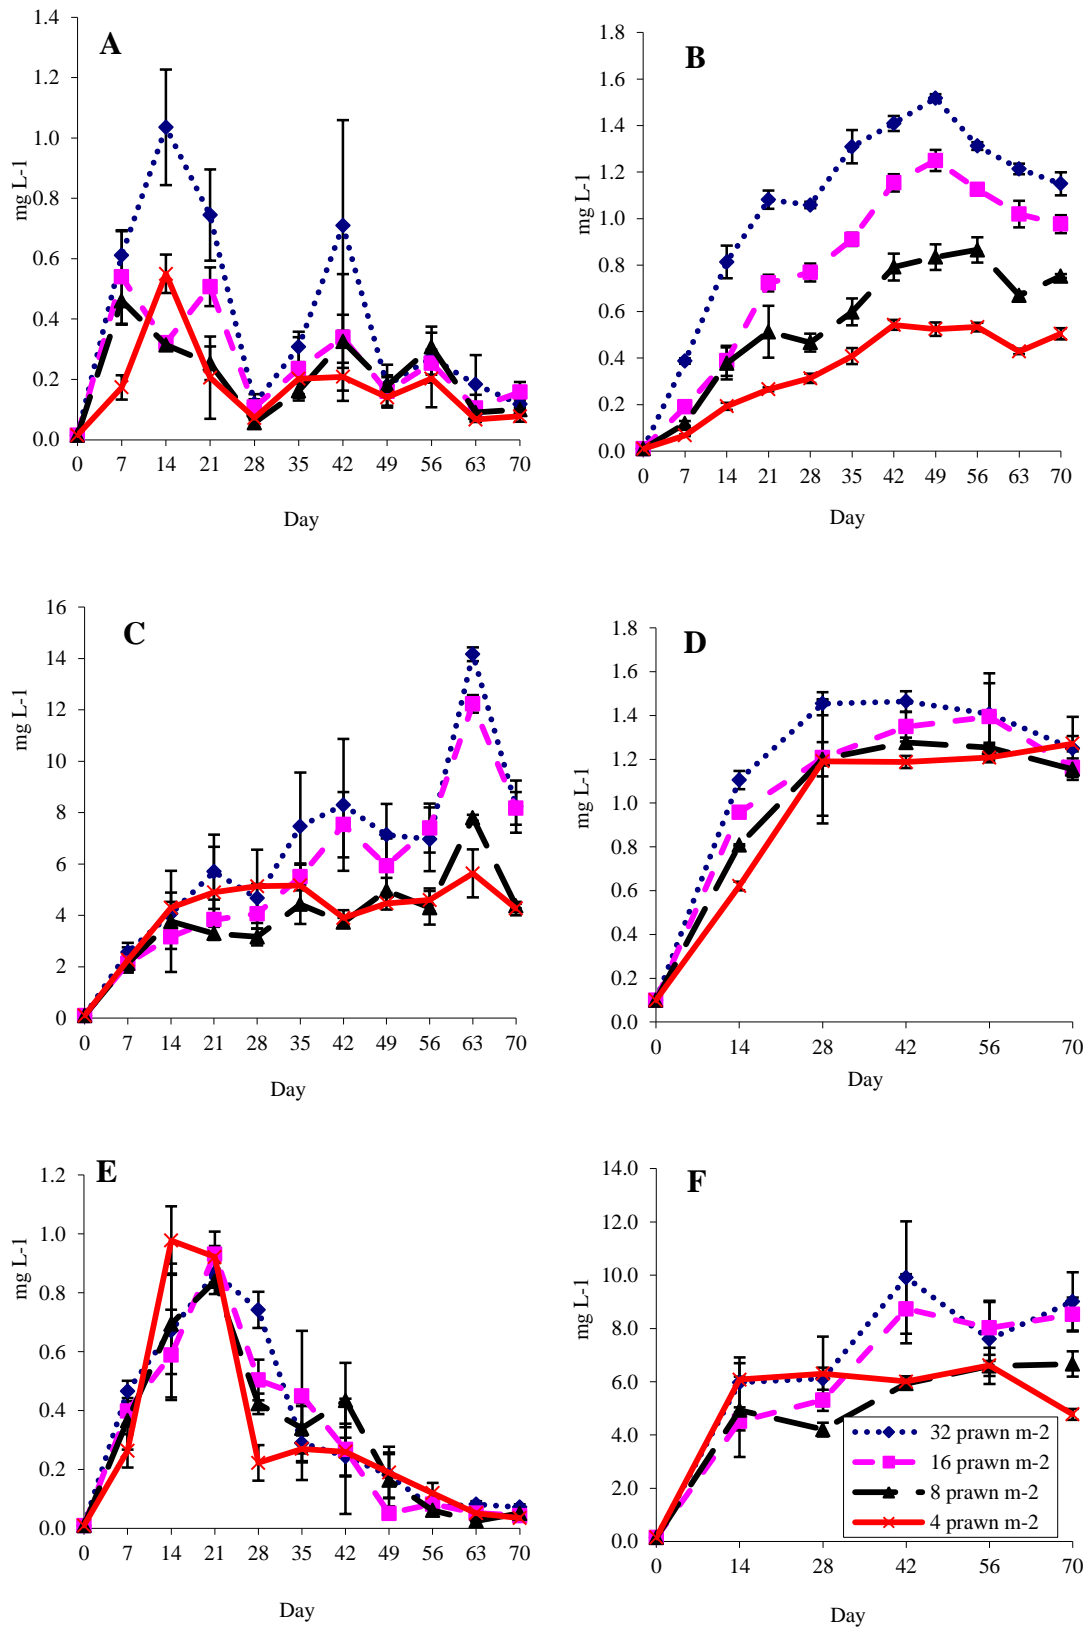 A
mg L-1
1.4
1.2
1.0
0.8
0.6
0.4
0.2
0.0
0 7 14 21 28 35 42 49 56 63 70
Day
B
mg L-1
1.8
1.6
1.4
1.2
1.0
0.8
0.6
0.4
0.2
0.0
0 7 14 21 28 35 42 49 56 63 70
Day
C
mg L-1
16
14
12
10
8
6
4
2
0
0 7 14 21 28 35 42 49 56 63 70
Day
D
mg L-1
1.8
1.6
1.4
1.2
1.0
0.8
0.6
0.4
0.2
0.0
0 14 28 42 56 70
Day
E
mg L-1
1.2
1.0
0.8
0.6
0.4
0.2
0.0
0 7 14 21 28 35 42 49 56 63 70
Day
F
mg L-1
14.0
12.0
10.0
8.0
6.0
4.0
2.0
0.0
0 14 28 42 56 70
Day
32 prawn m-2
16 prawn m-2
8 prawn m-2
4 prawn m-2